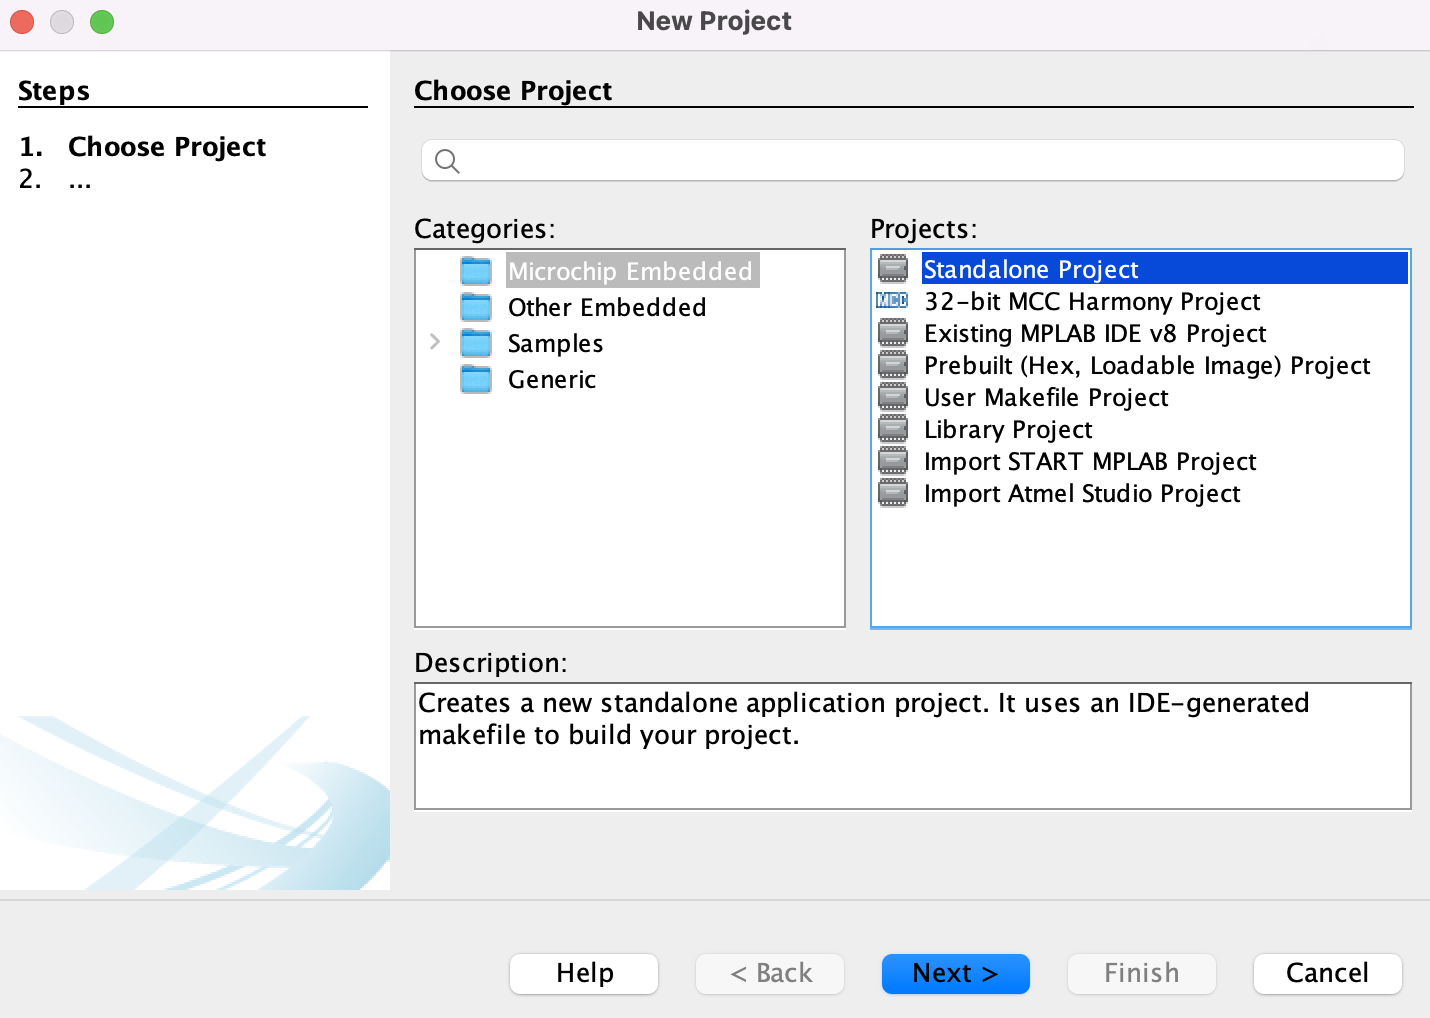 New Project
Steps
1. Choose Project
2. ...
Choose Project
Categories:
Microchip Embedded
Other Embedded
Samples
Generic
Projects:
Standalone Project
MCC 32-bit MCC Harmony Project
Existing MPLAB IDE v8 Project
Prebuilt (Hex, Loadable Image) Project
User Makefile Project
Library Project
Import START MPLAB Project
Import Atmel Studio Project
Description:
Creates a new standalone application project. It uses an IDE-generated
makefile to build your project.
Help
< Back
Next >
Finish
Cancel